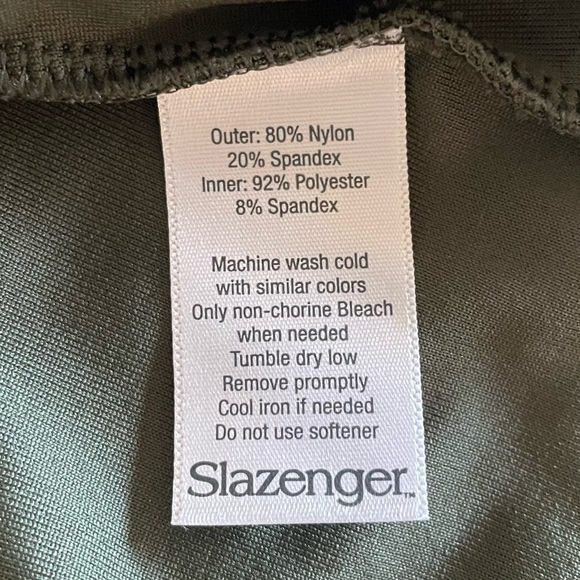 Outer: 80% Nylon
20% Spandex
Inner: 92% Polyester
8% Spandex
Machine wash cold
with similar colors
Only non-chorine Bleach
when needed
Tumble dry low
Remove promptly
Cool iron if needed
Do not use softener
Slazenger™